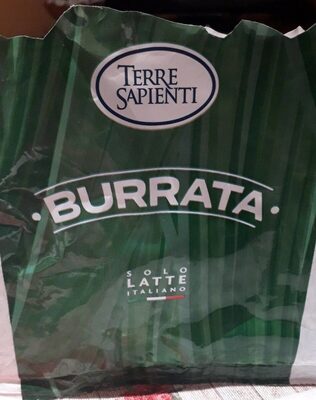 TERRE
SAPIENTI
·BURRATA·
SOLO
LATTE
ITALIANO